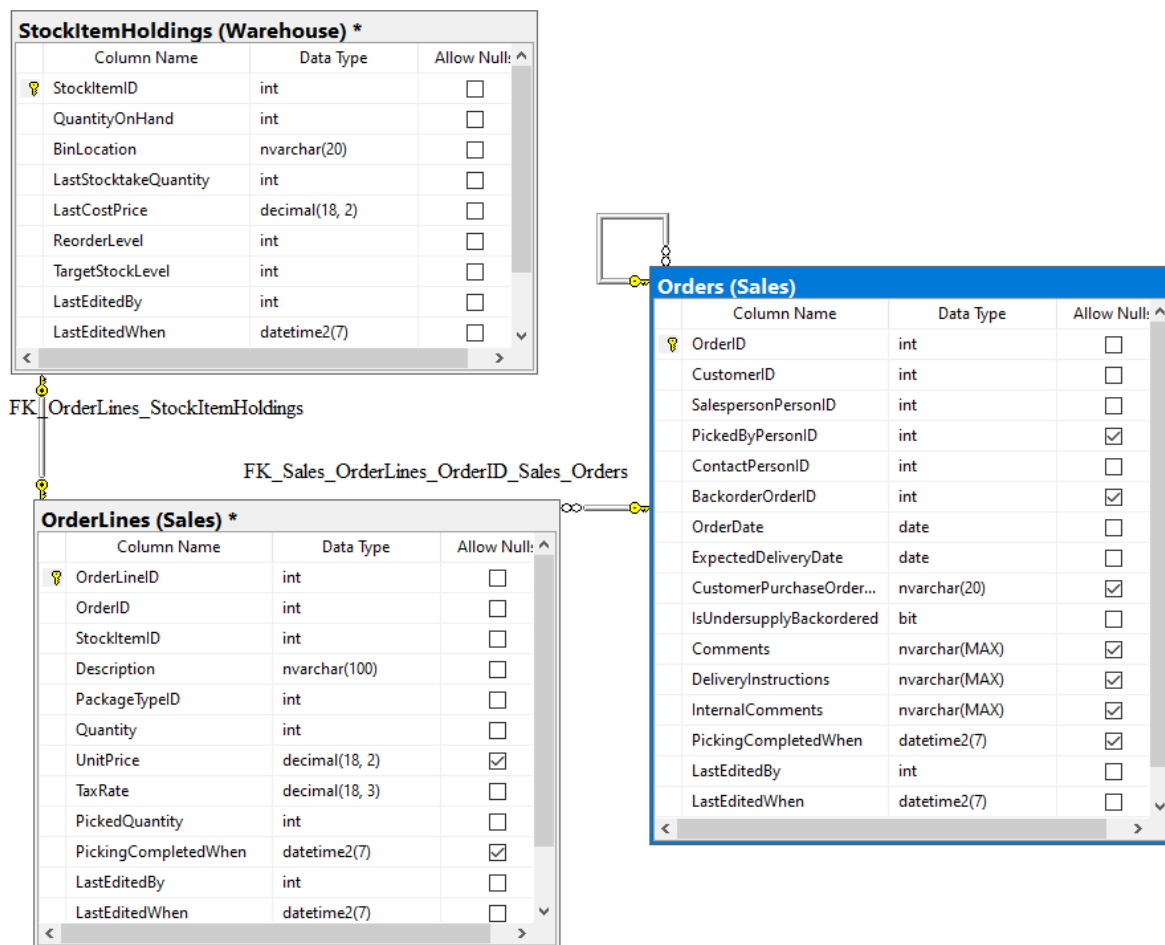 StockItemHoldings (Warehouse) *
Column Name Data Type Allow Nulls
StockItemID int
QuantityOnHand int
BinLocation nvarchar(20)
LastStocktakeQuantity int
LastCostPrice decimal(18, 2)
ReorderLevel int
TargetStockLevel int
LastEditedBy int
LastEditedWhen datetime2(7)
FK_OrderLines_StockItemHoldings
FK_Sales_OrderLines_OrderID_Sales_Orders
OrderLines (Sales) *
Column Name Data Type Allow Nulls
OrderLineID int
OrderID int
StockItemID int
Description nvarchar(100)
PackageTypeID int
Quantity int
UnitPrice decimal(18, 2)
TaxRate decimal(18, 3)
PickedQuantity int
PickingCompletedWhen datetime2(7)
LastEditedBy int
LastEditedWhen datetime2(7)
Orders (Sales)
Column Name Data Type Allow Nulls
OrderID int
CustomerID int
SalespersonPersonID int
PickedByPersonID int
ContactPersonID int
BackorderOrderID int
OrderDate date
ExpectedDeliveryDate date
CustomerPurchaseOrder... nvarchar(20)
IsUndersupplyBackordered bit
Comments nvarchar(MAX)
DeliveryInstructions nvarchar(MAX)
InternalComments nvarchar(MAX)
PickingCompletedWhen datetime2(7)
LastEditedBy int
LastEditedWhen datetime2(7)